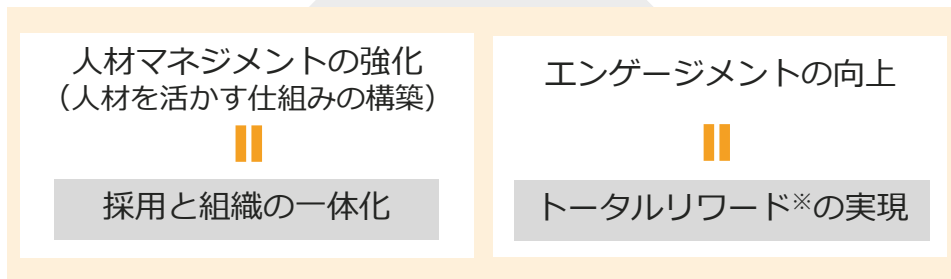 人材マネジメントの強化
（人材を活かす仕組みの構築）
採用と組織の一体化
エンゲージメントの向上
トータルリワード※の実現